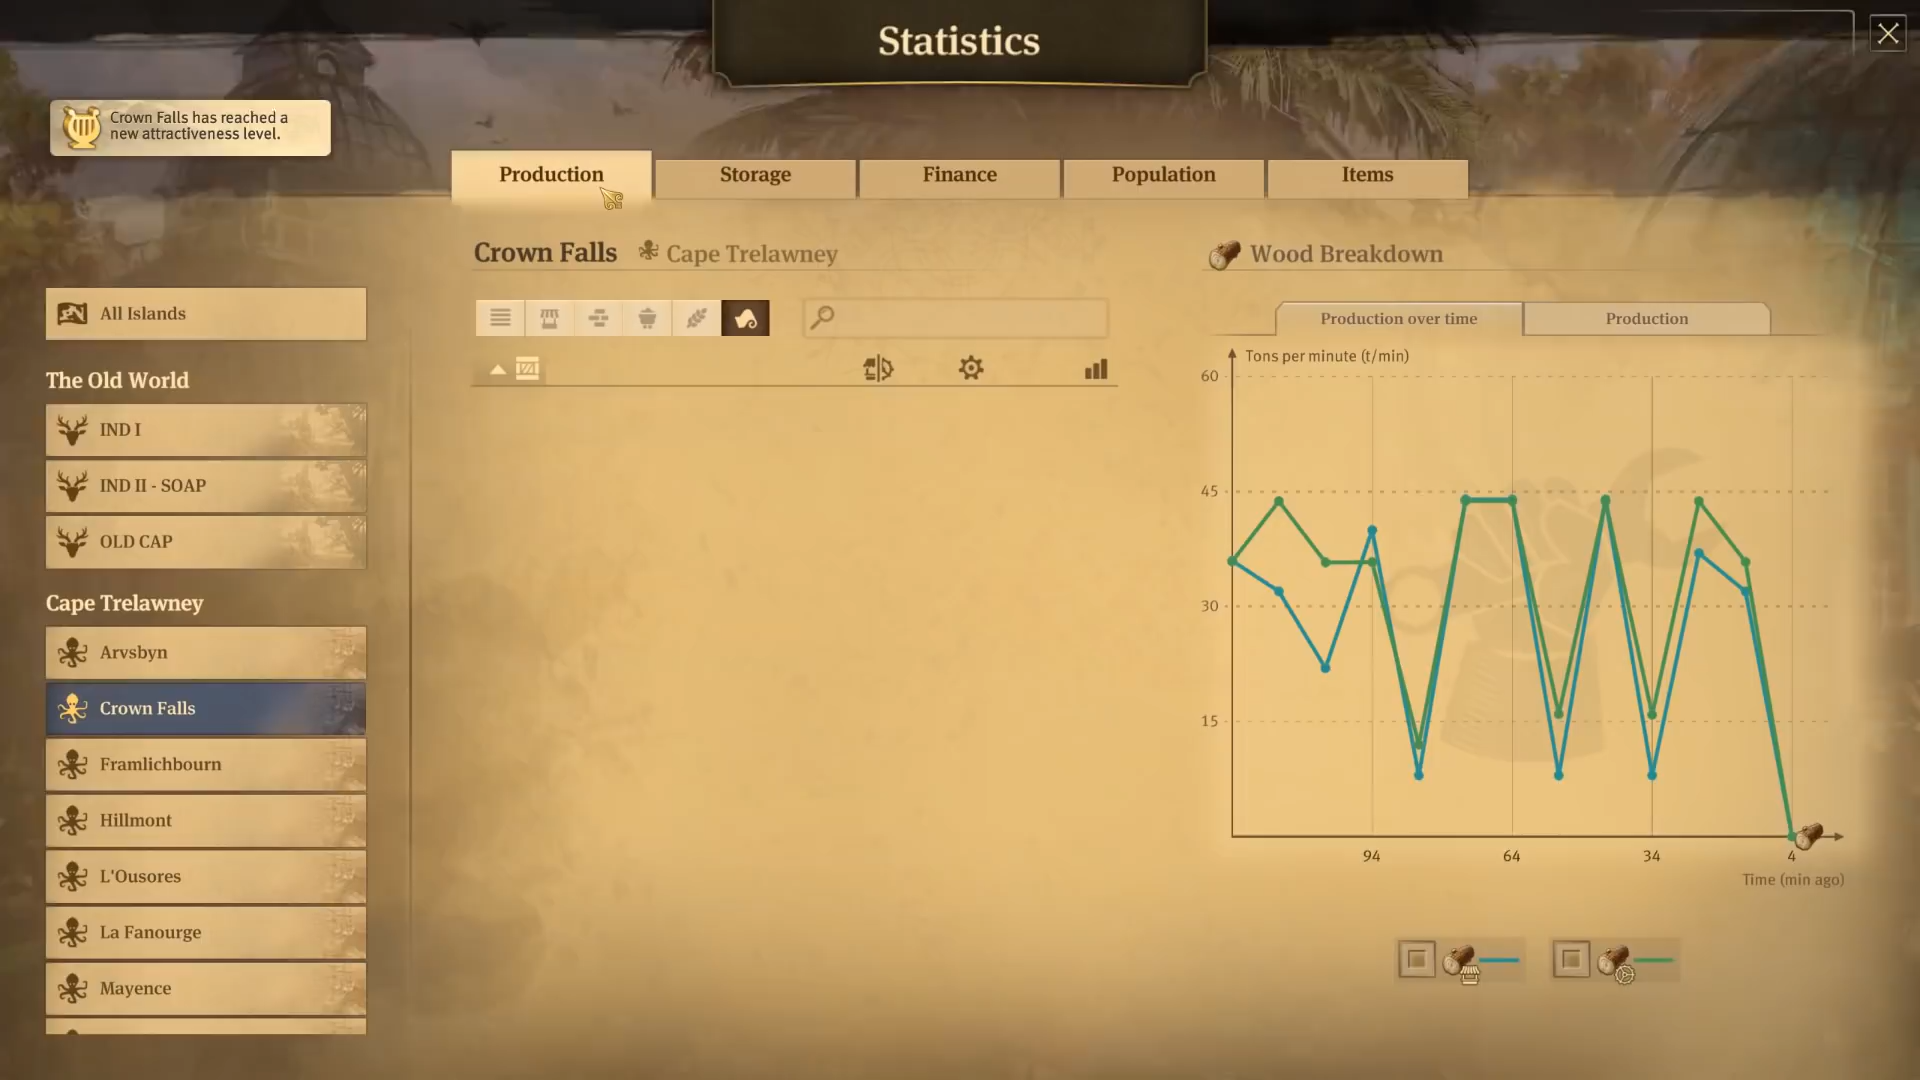 Statistics
Crown Falls has reached a
new attractiveness level.
Production
Storage
Finance
Population
Items
Crown Falls
Cape Trelawney
Wood Breakdown
All Islands
The Old World
IND I
IND II - SOAP
OLD CAP
Cape Trelawney
Arvsbyn
Crown Falls
Framlichbourn
Hillmont
L'Ousores
La Fanourge
Mayence
Production over time
Production
Tons per minute (t/min)
60
45
30
15
94
64
34
4
Time (min ago)